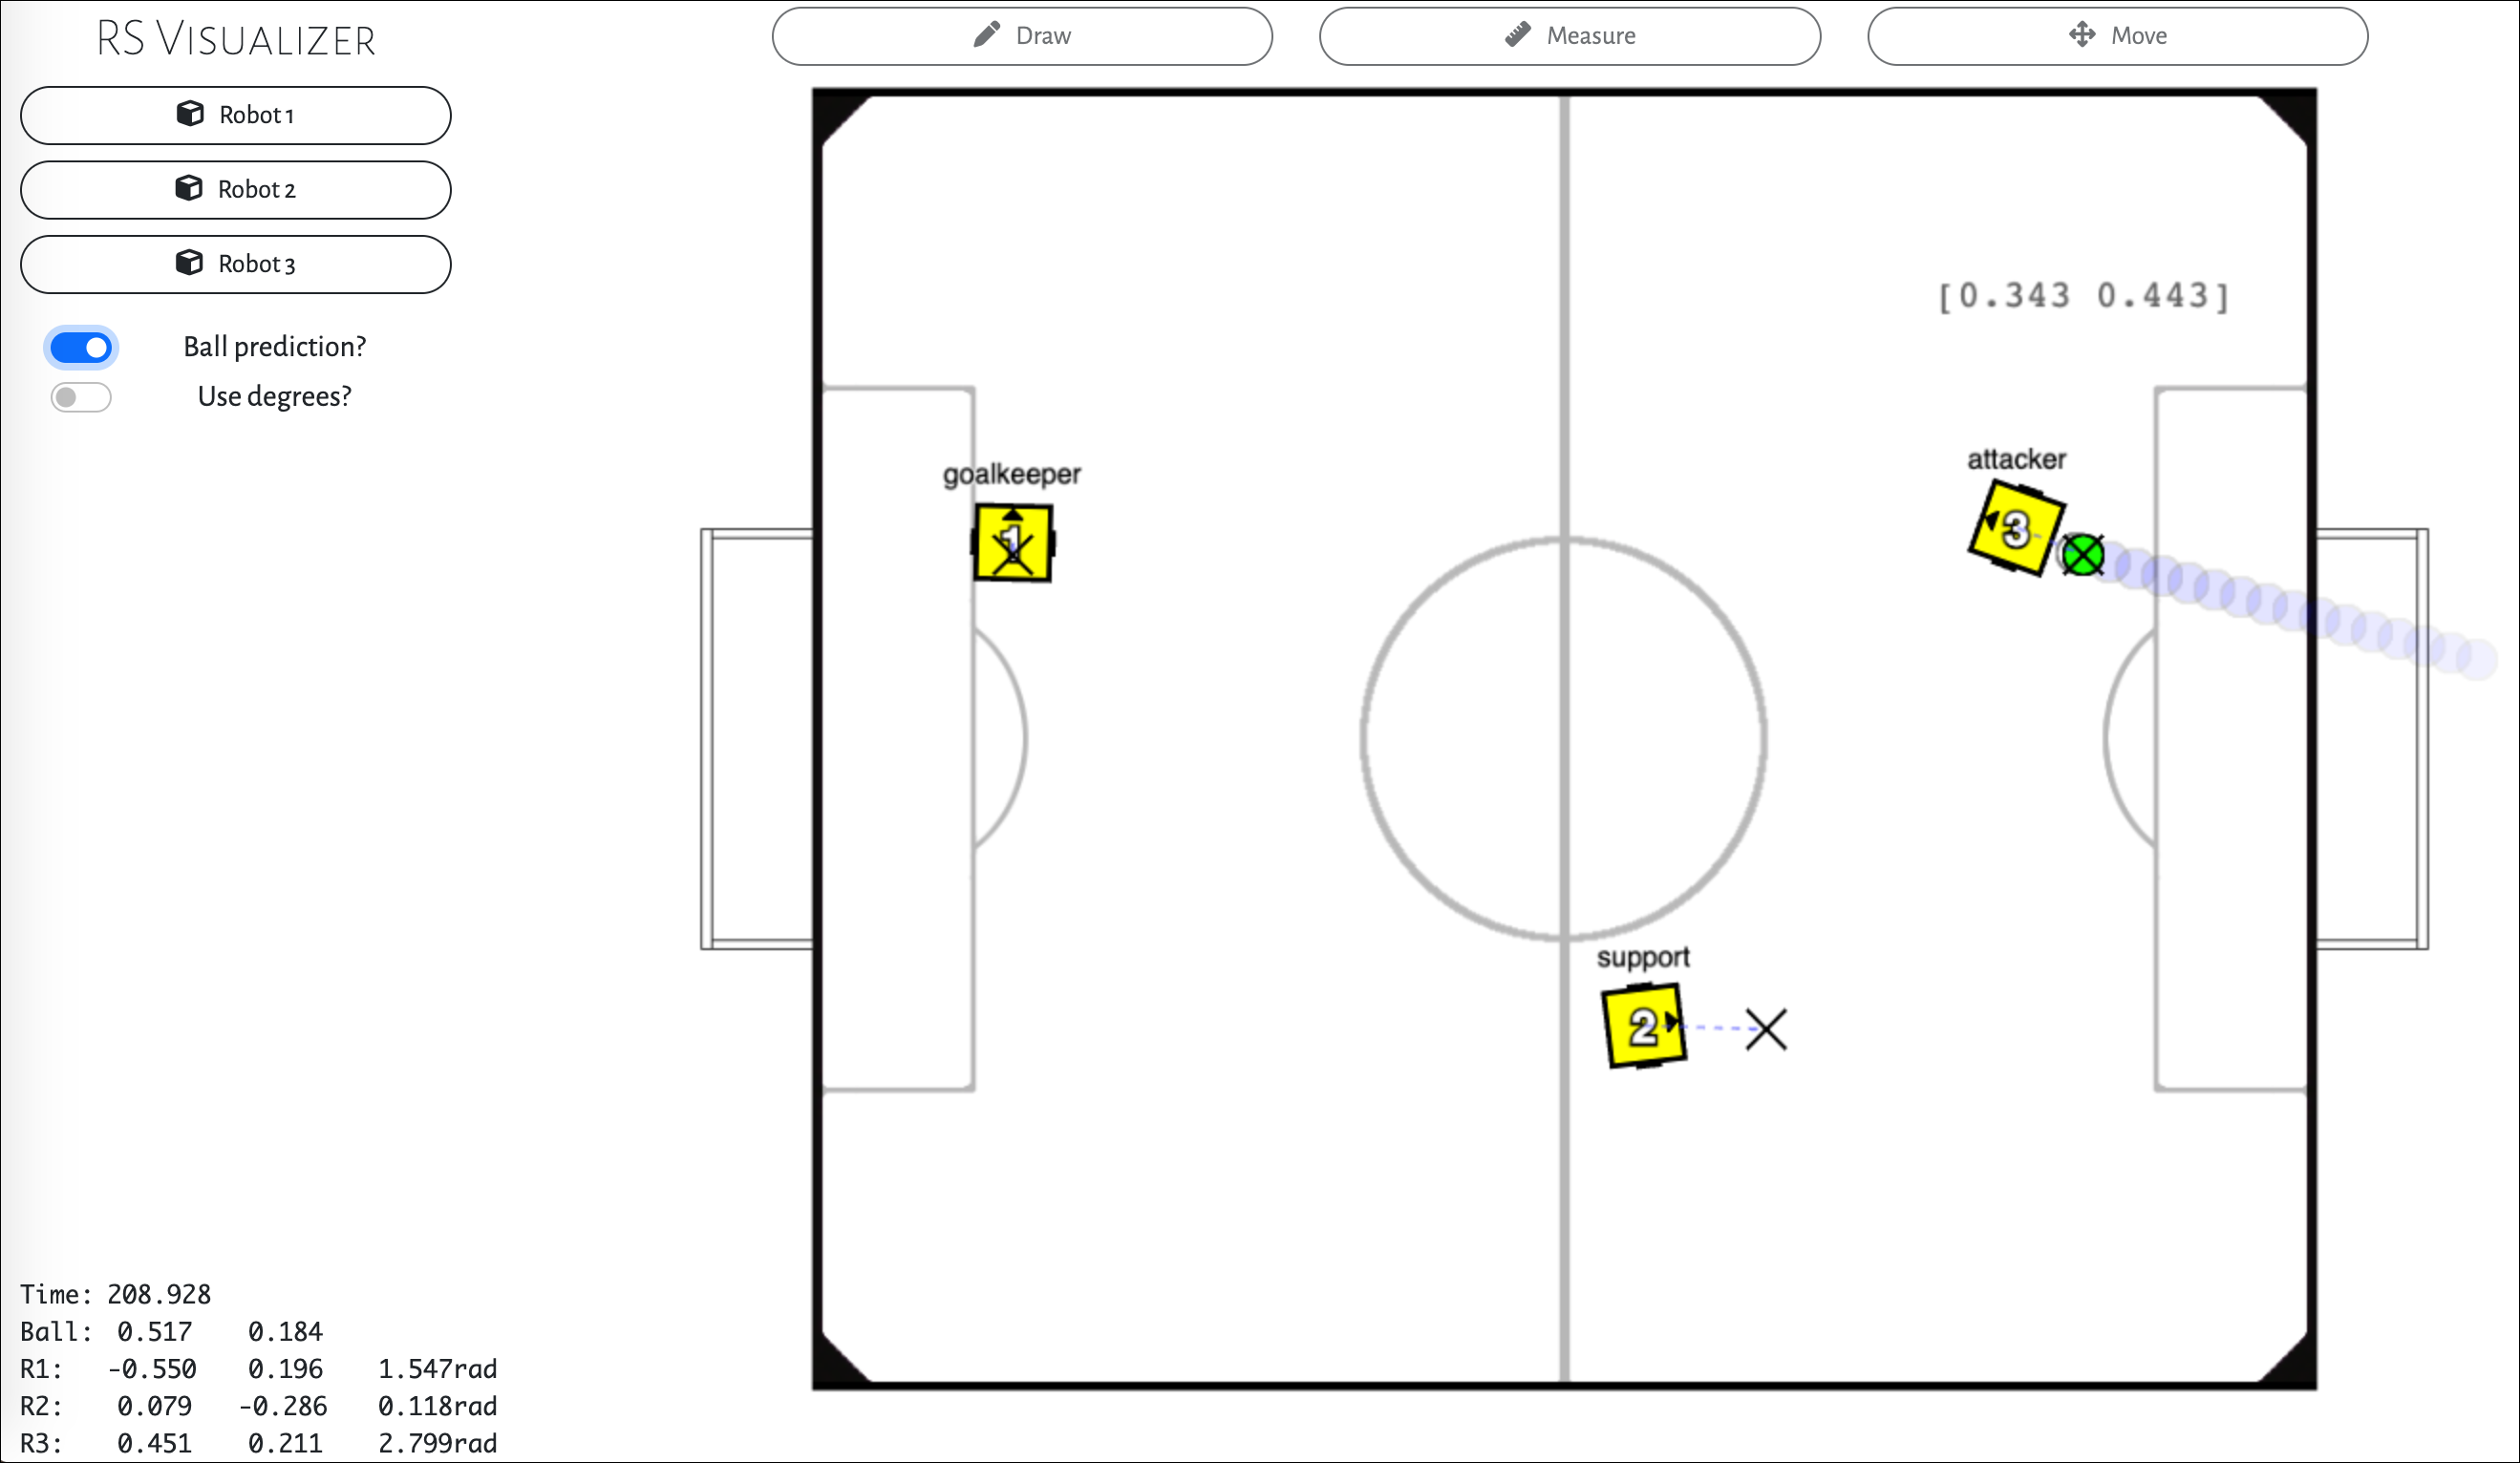 RS Visualizer
Draw
Measure
Move
Robot 1
Robot 2
Robot 3
Ball prediction?
Use degrees?
[0.343 0.443]
attacker
3
goalkeeper
1
support
2
Time: 208.928
Ball: 0.517 0.184
R1: -0.550 0.196 1.547rad
R2: 0.079 -0.286 0.118rad
R3: 0.451 0.211 2.799rad